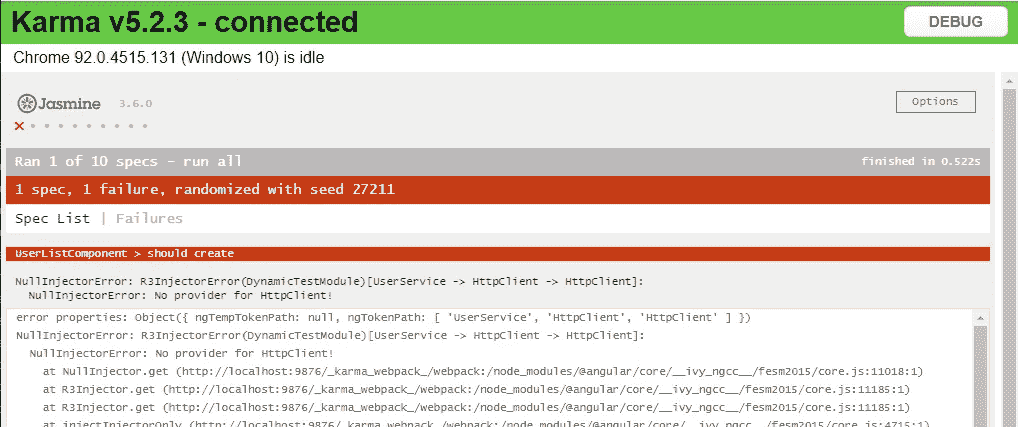 Karma v5.2.3 - connected
DEBUG
Chrome 92.0.4515.131 (Windows 10) is idle
Jasmine 3.6.0
Options
Ran 1 of 10 specs - run all
finished in 0.522s
1 spec, 1 failure, randomized with seed 27211
Spec List | Failures
UserListComponent > should create
NullInjectorError: R3InjectorError(DynamicTestModule)[UserService -> HttpClient -> HttpClient]:
NullInjectorError: No provider for HttpClient!
error properties: Object({ ngTempTokenPath: null, ngTokenPath: [ 'UserService', 'HttpClient', 'HttpClient' ] })
NullInjectorError: R3InjectorError(DynamicTestModule)[UserService -> HttpClient -> HttpClient]:
NullInjectorError: No provider for HttpClient!
at NullInjector.get (http://localhost:9876/_karma_webpack_/webpack:/node_modules/@angular/core/__ivy_ngcc__/fesm2015/core.js:11018:1)
at R3Injector.get (http://localhost:9876/_karma_webpack_/webpack:/node_modules/@angular/core/__ivy_ngcc__/fesm2015/core.js:11185:1)
at R3Injector.get (http://localhost:9876/_karma_webpack_/webpack:/node_modules/@angular/core/__ivy_ngcc__/fesm2015/core.js:11185:1)
at injectInjectorOnly (http://localhost:9876/_karma_webpack_/webpack:/node_modules/@angular/core/__ivy_ngcc__/fesm2015/core.js:4715:1)